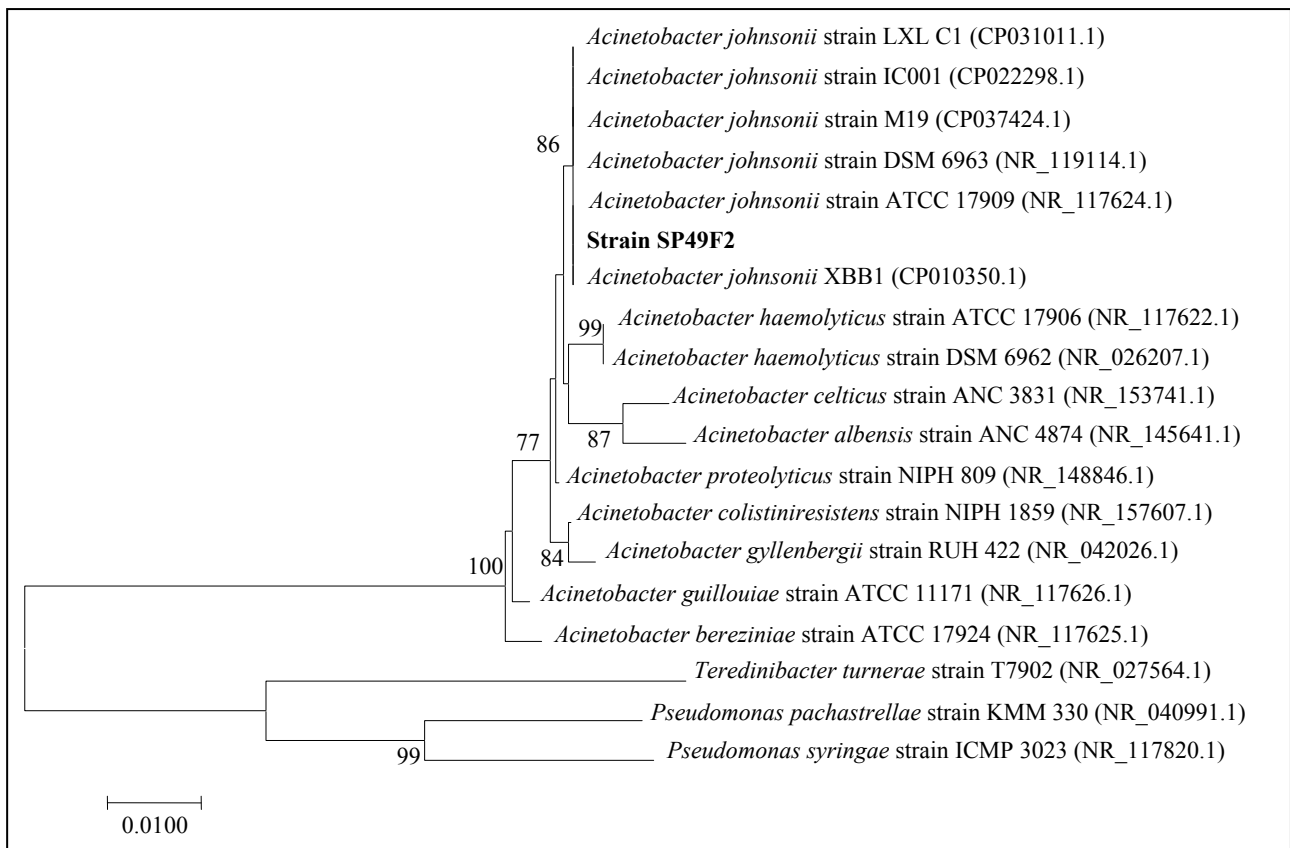 Acinetobacter johnsonii strain LXL C1 (CP031011.1)
Acinetobacter johnsonii strain IC001 (CP022298.1)
Acinetobacter johnsonii strain M19 (CP037424.1)
86
Acinetobacter johnsonii strain DSM 6963 (NR_119114.1)
Acinetobacter johnsonii strain ATCC 17909 (NR_117624.1)
Strain SP49F2
Acinetobacter johnsonii XBB1 (CP010350.1)
Acinetobacter haemolyticus strain ATCC 17906 (NR_117622.1)
99
Acinetobacter haemolyticus strain DSM 6962 (NR_026207.1)
Acinetobacter celticus strain ANC 3831 (NR_153741.1)
87
Acinetobacter albensis strain ANC 4874 (NR_145641.1)
77
Acinetobacter proteolyticus strain NIPH 809 (NR_148846.1)
Acinetobacter colistiniresistens strain NIPH 1859 (NR_157607.1)
84
Acinetobacter gyllenbergii strain RUH 422 (NR_042026.1)
100
Acinetobacter guillouiae strain ATCC 11171 (NR_117626.1)
Acinetobacter bereziniae strain ATCC 17924 (NR_117625.1)
Teredinibacter turnerae strain T7902 (NR_027564.1)
Pseudomonas pachastrellae strain KMM 330 (NR_040991.1)
99
Pseudomonas syringae strain ICMP 3023 (NR_117820.1)
0.0100